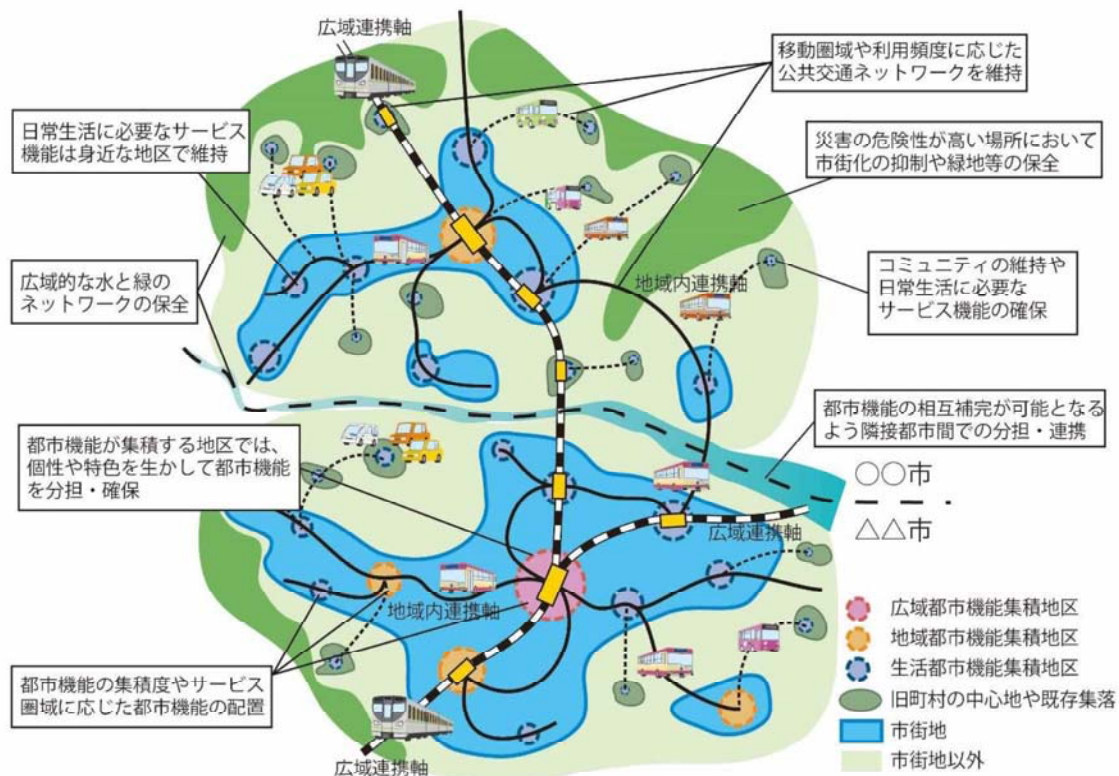 広域連携軸
移動圏域や利用頻度に応じた
公共交通ネットワークを維持
日常生活に必要なサービス
機能は身近な地区で維持
災害の危険性が高い場所において
市街化の抑制や緑地等の保全
広域的な水と緑の
ネットワークの保全
地域内連携軸
コミュニティの維持や
日常生活に必要な
サービス機能の確保
都市機能の相互補完が可能となる
よう隣接都市間での分担・連携
都市機能が集積する地区では、
個性や特色を生かして都市機能
を分担・確保
○○市
△△市
広域連携軸
地域内連携軸
都市機能の集積度やサービス
圏域に応じた都市機能の配置
広域連携軸
広域都市機能集積地区
地域都市機能集積地区
生活都市機能集積地区
旧町村の中心地や既存集落
市街地
市街地以外